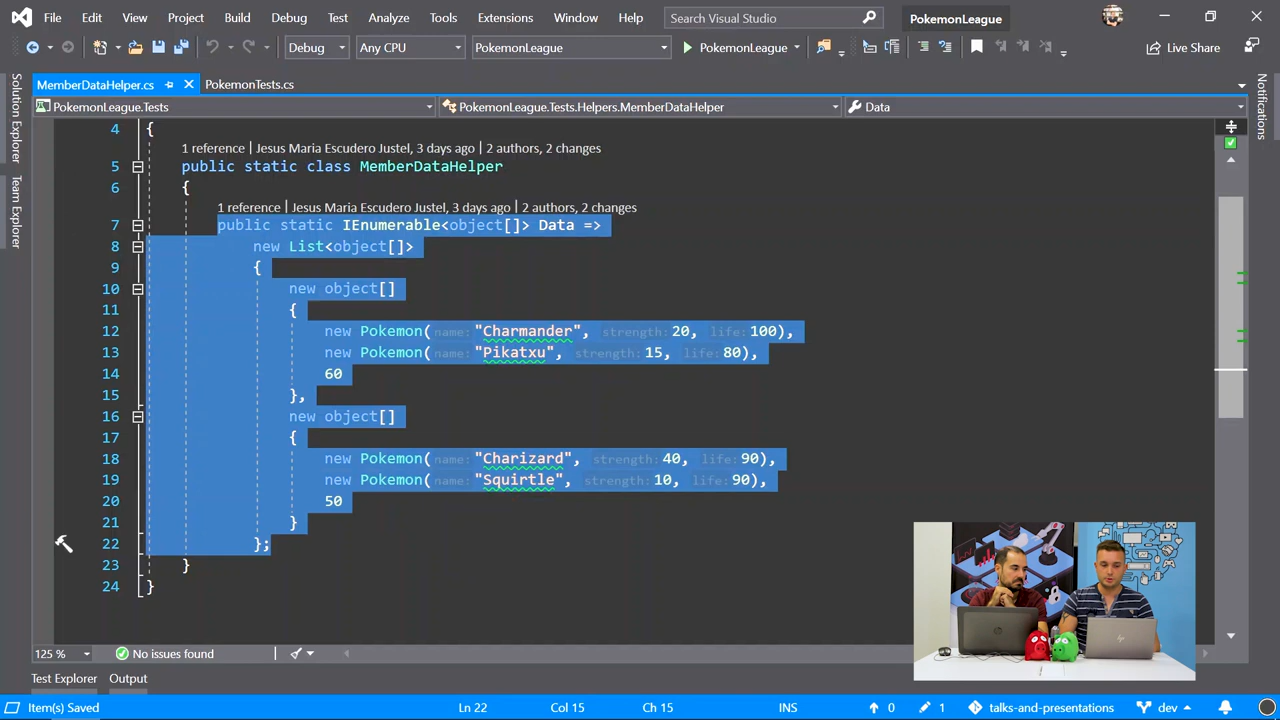 File Edit View Project Build Debug Test Analyze Tools Extensions Window Help Search Visual Studio PokemonLeague
Debug Any CPU PokemonLeague PokemonLeague Live Share
MemberDataHelper.cs PokemonTests.cs
PokemonLeague.Tests PokemonLeague.Tests.Helpers.MemberDataHelper Data
Solution Explorer
Team Explorer
Notifications
4 {
1 reference | Jesus Maria Escudero Justel, 3 days ago | 2 authors, 2 changes
5 public static class MemberDataHelper
6 {
1 reference | Jesus Maria Escudero Justel, 3 days ago | 2 authors, 2 changes
7 public static IEnumerable<object[]> Data =>
8 new List<object[]>
9 {
10 new object[]
11 {
12 new Pokemon(name: "Charmander", strength: 20, life: 100),
13 new Pokemon(name: "Pikatxu", strength: 15, life: 80),
14 60
15 },
16 new object[]
17 {
18 new Pokemon(name: "Charizard", strength: 40, life: 90),
19 new Pokemon(name: "Squirtle", strength: 10, life: 90),
20 50
21 }
22 };
23 }
24 }
125 % No issues found
Test Explorer Output
Item(s) Saved Ln 22 Col 15 Ch 15 INS 0 1 talks-and-presentations dev